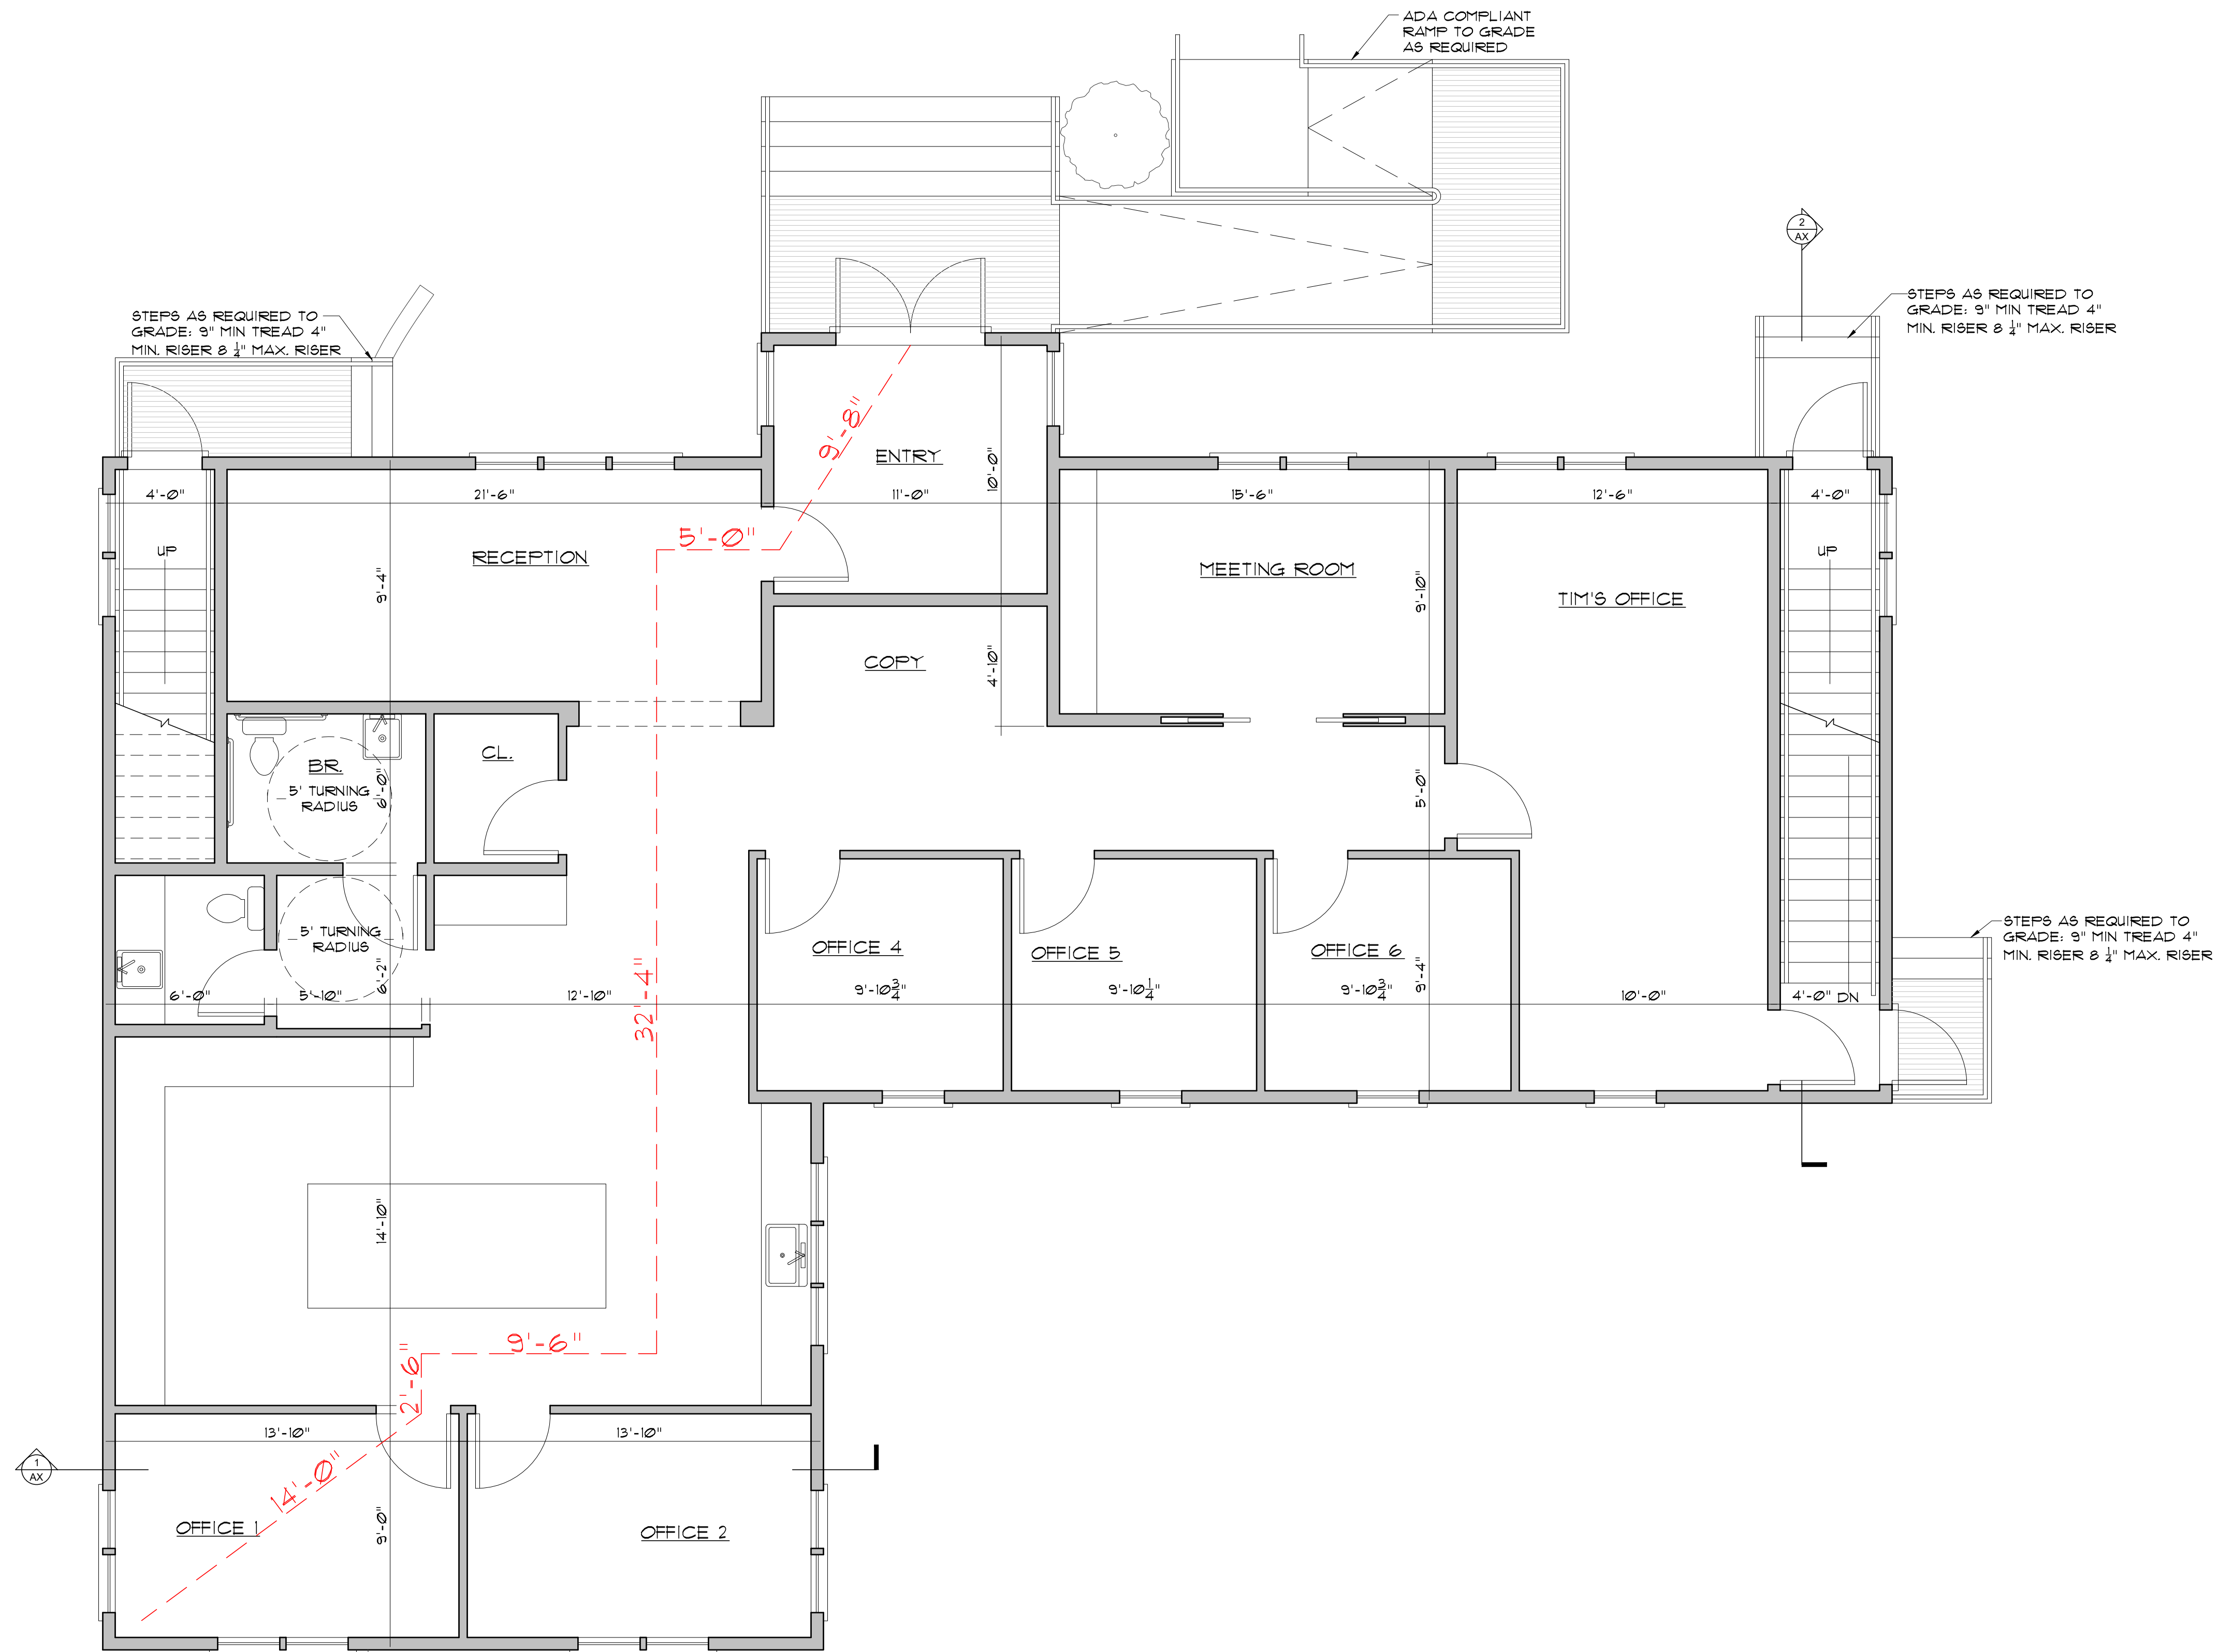 ADA COMPLIANT
RAMP TO GRADE
AS REQUIRED
2
AX
STEPS AS REQUIRED TO
GRADE: 9" MIN TREAD 4"
MIN. RISER 8 1/4" MAX. RISER
STEPS AS REQUIRED TO
GRADE: 9" MIN TREAD 4"
MIN. RISER 8 1/4" MAX. RISER
9'-8"
ENTRY
10'-0"
4'-0"
21'-6"
11'-0"
15'-6"
12'-6"
4'-0"
UP
RECEPTION
5'-0"
MEETING ROOM
UP
9'-4"
9'-10"
TIM'S OFFICE
COPY
4'-10"
CL.
BR.
5' TURNING
RADIUS
6'-0"
5'-0"
5' TURNING
RADIUS
6'-2"
OFFICE 4
OFFICE 5
OFFICE 6
9'-4"
STEPS AS REQUIRED TO
GRADE: 9" MIN TREAD 4"
MIN. RISER 8 1/4" MAX. RISER
32'-4"
6'-0"
5'-10"
12'-10"
9'-10 3/4"
9'-10 1/4"
9'-10 3/4"
10'-0"
4'-0" DN
14'-10"
9'-6"
2'-6"
13'-10"
13'-10"
1
AX
14'-0"
OFFICE 1
9'-0"
OFFICE 2